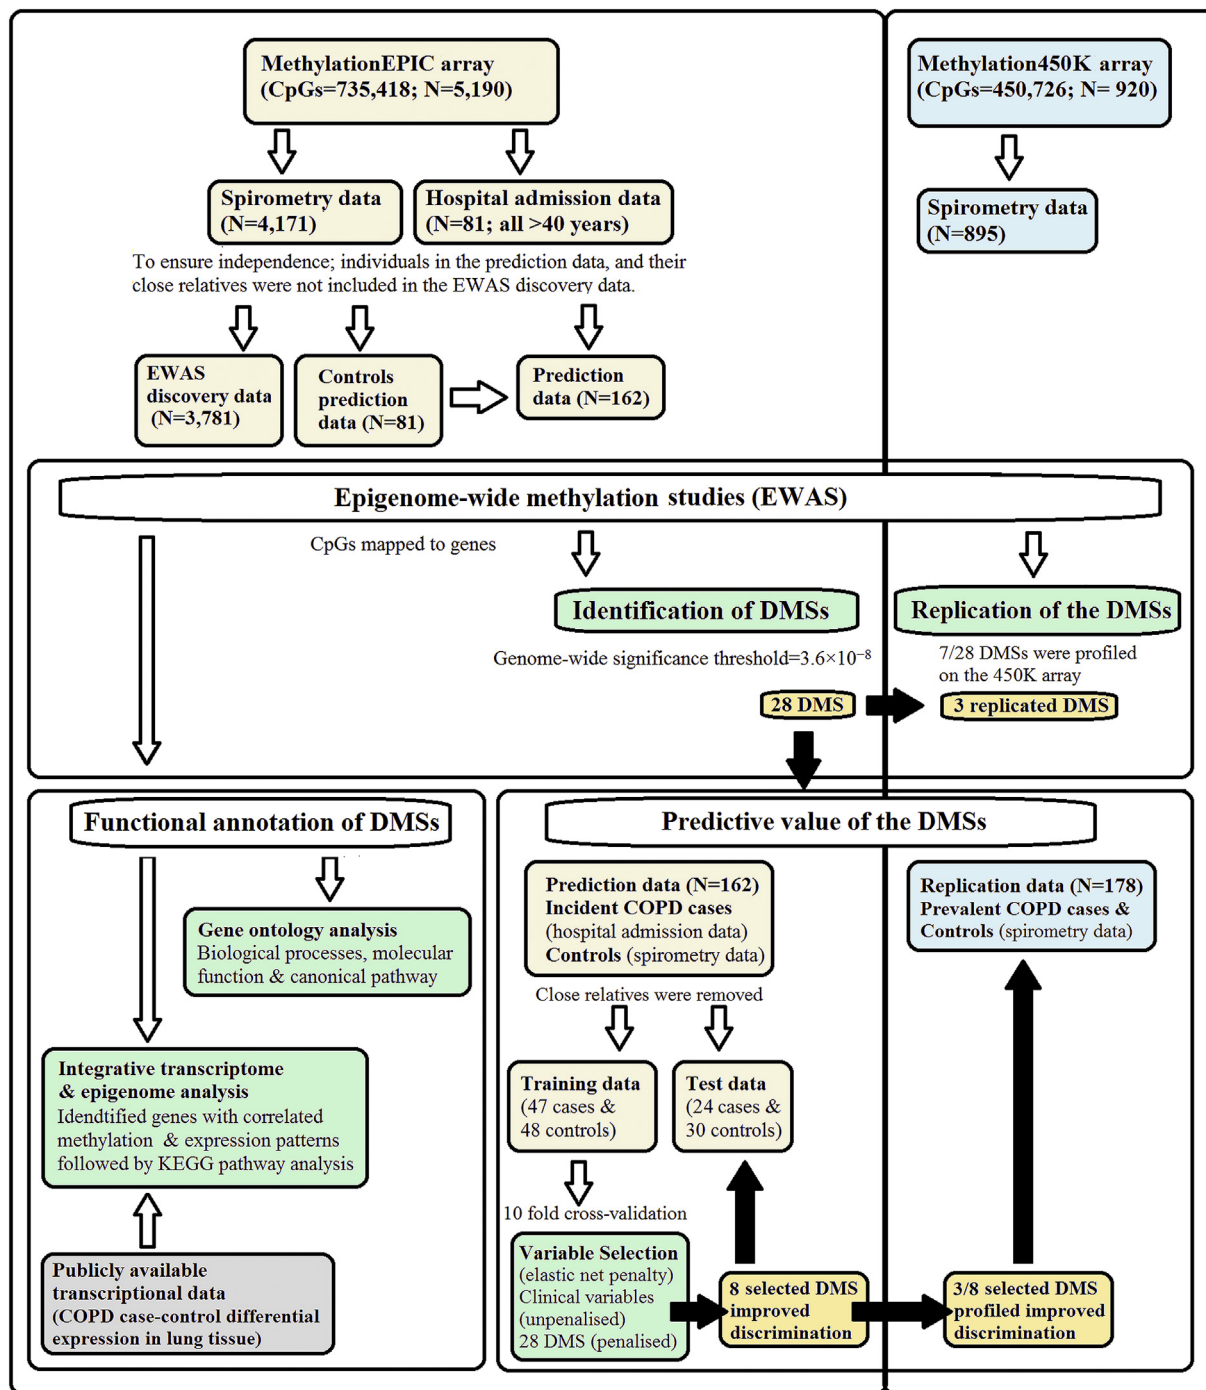 MethylationEPIC array
(CpGs=735,418; N=5,190)
Methylation450K array
(CpGs=450,726; N= 920)
Spirometry data
(N=4,171)
Hospital admission data
(N=81; all >40 years)
Spirometry data
(N=895)
To ensure independence; individuals in the prediction data, and their
close relatives were not included in the EWAS discovery data.
EWAS
discovery data
(N=3,781)
Controls
prediction
data (N=81)
Prediction
data (N=162)
Epigenome-wide methylation studies (EWAS)
CpGs mapped to genes
Identification of DMSs
Replication of the DMSs
Genome-wide significance threshold=3.6×10⁻⁸
7/28 DMSs were profiled
on the 450K array
28 DMS
3 replicated DMS
Functional annotation of DMSs
Predictive value of the DMSs
Gene ontology analysis
Biological processes, molecular
function & canonical pathway
Integrative transcriptome
& epigenome analysis
Idendtified genes with correlated
methylation & expression patterns
followed by KEGG pathway analysis
Publicly available
transcriptional data
(COPD case-control differential
expression in lung tissue)
Prediction data (N=162)
Incident COPD cases
(hospital admission data)
Controls (spirometry data)
Replication data (N=178)
Prevalent COPD cases &
Controls (spirometry data)
Close relatives were removed
Training data
(47 cases &
48 controls)
Test data
(24 cases &
30 controls)
10 fold cross-validation
Variable Selection
(elastic net penalty)
Clinical variables
(unpenalised)
28 DMS (penalised)
8 selected DMS
improved
discrimination
3/8 selected DMS
profiled improved
discrimination